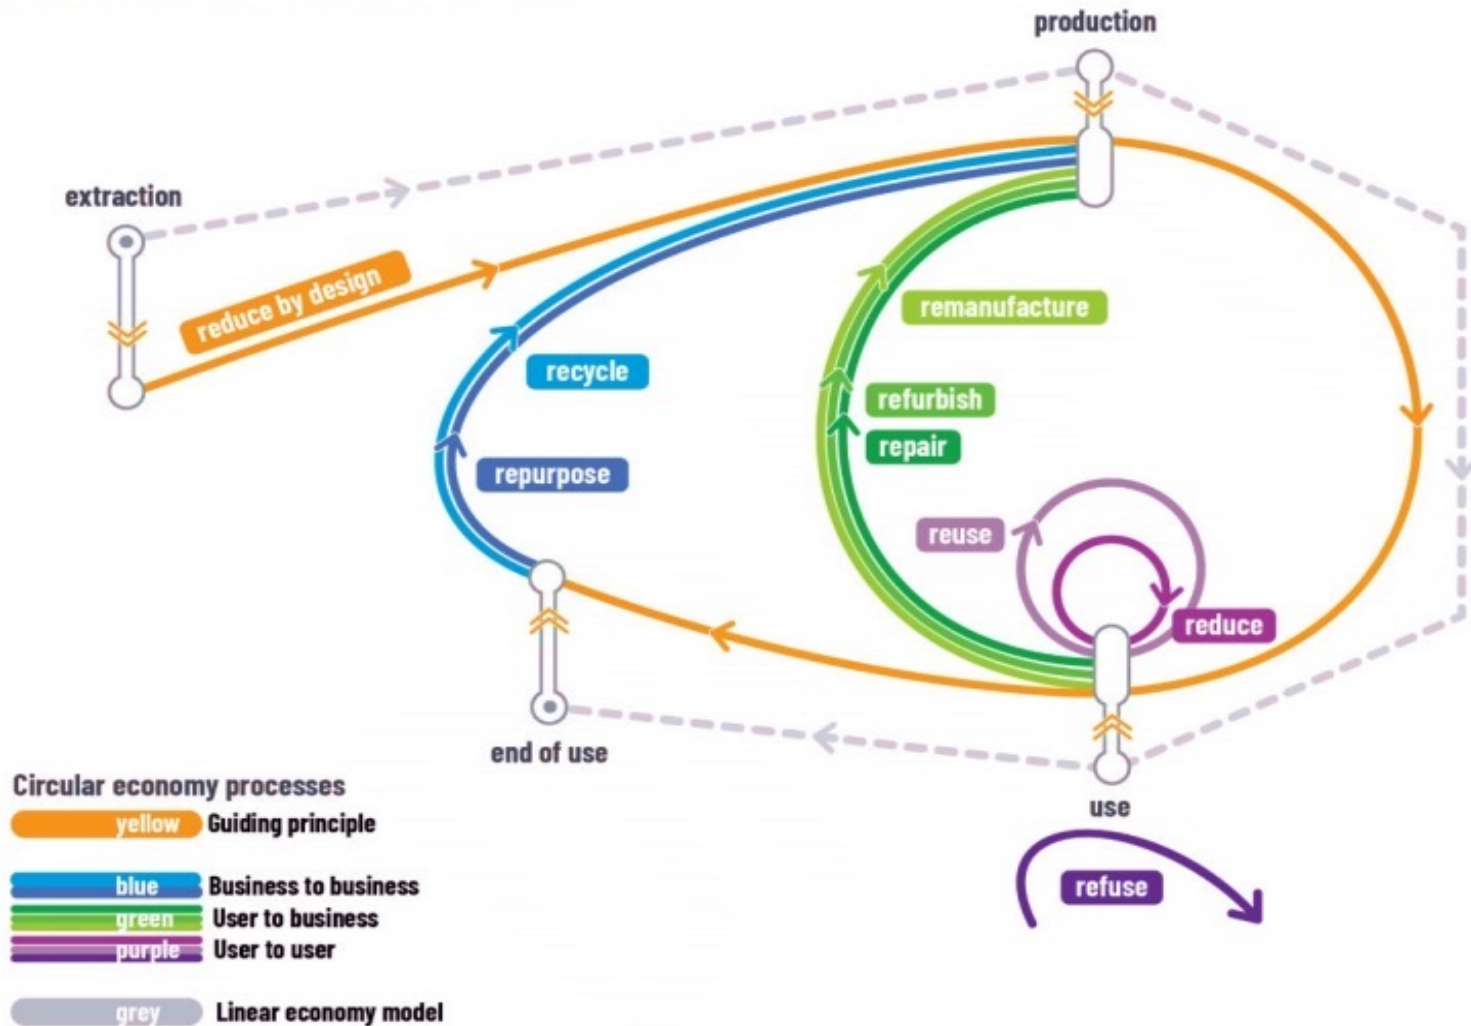 production
extraction
reduce by design
remanufacture
recycle
refurbish
repair
repurpose
reuse
reduce
end of use
use
refuse
Circular economy processes
yellow Guiding principle
blue Business to business
green User to business
purple User to user
grey Linear economy model